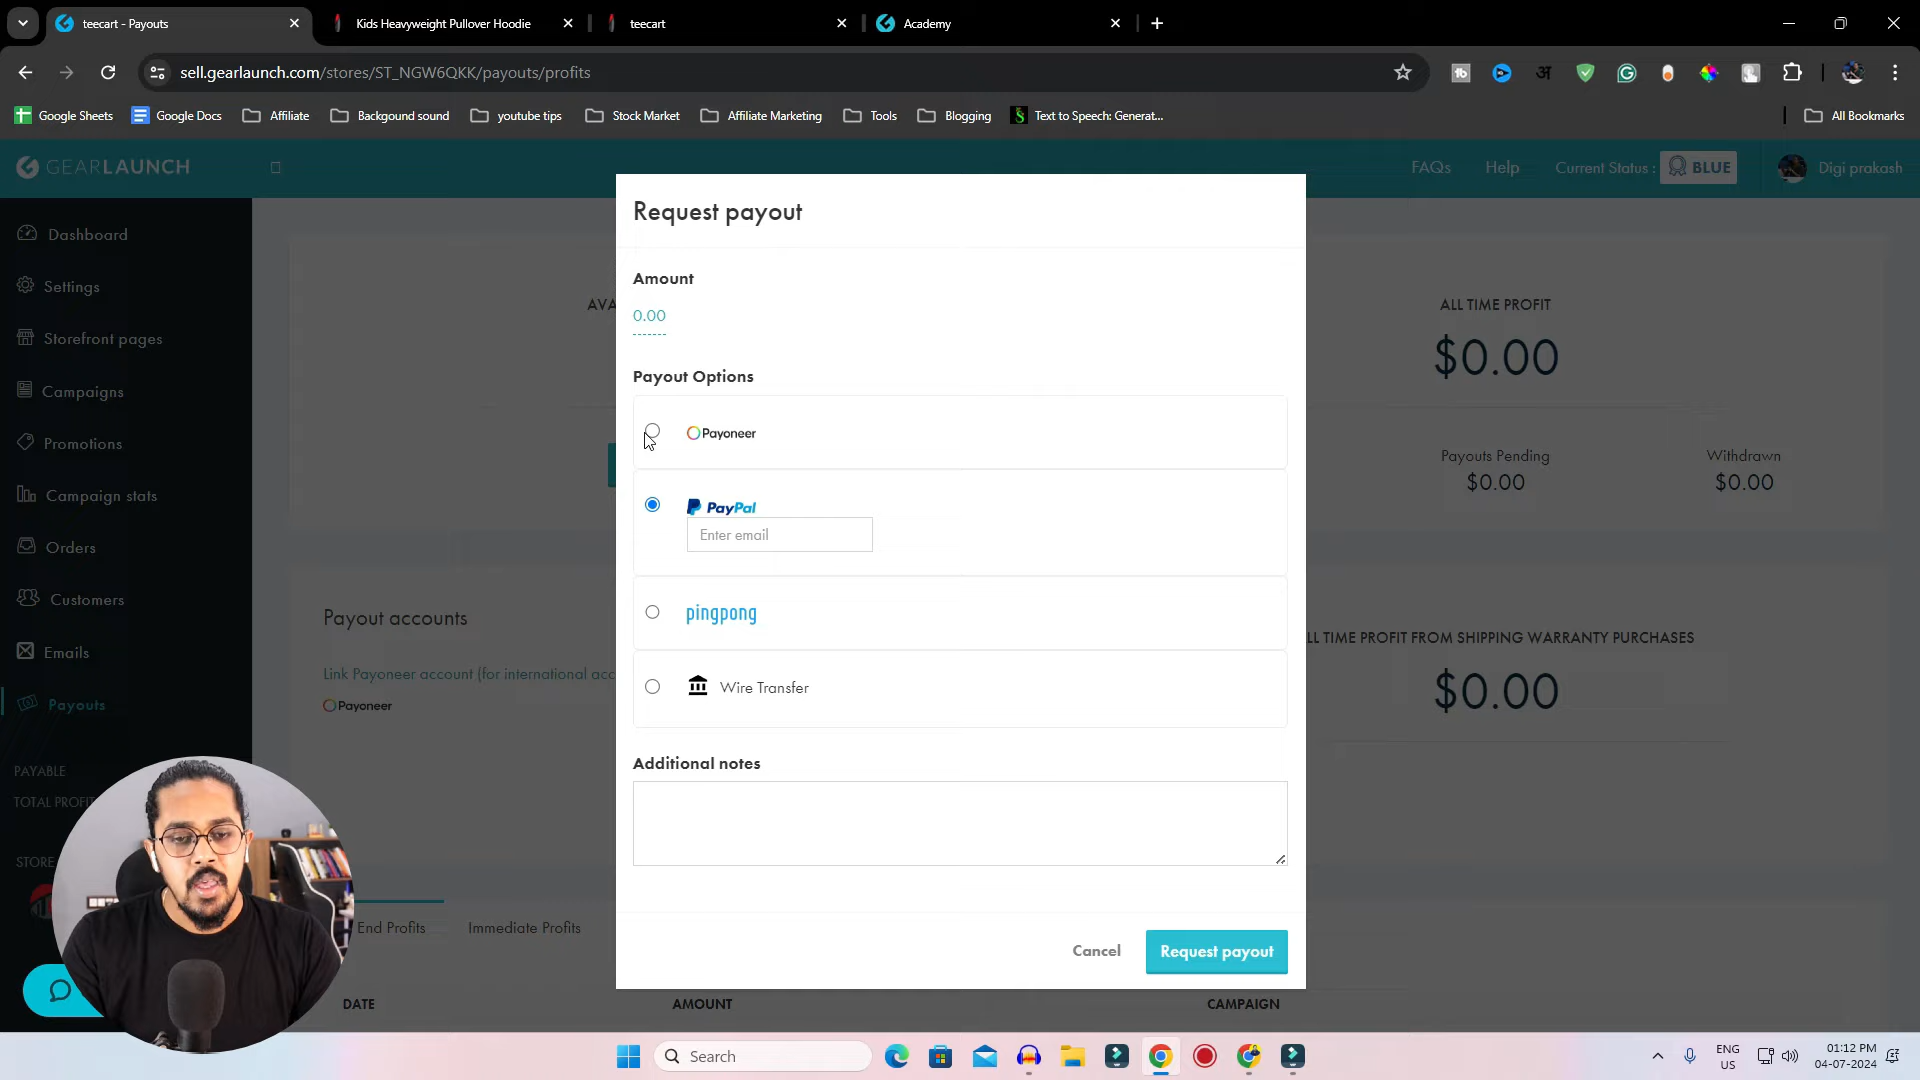 teecart - Payouts
Kids Heavyweight Pullover Hoodie
teecart
Academy
sell.gearlaunch.com/stores/ST_NGW6QKK/payouts/profits
Google Sheets
Google Docs
Affiliate
Backgound sound
youtube tips
Stock Market
Affiliate Marketing
Tools
Blogging
Text to Speech: Generat...
All Bookmarks
GEARLAUNCH
FAQs
Help
Current Status :
BLUE
Digi prakash
Dashboard
Settings
Storefront pages
Campaigns
Promotions
Campaign stats
Orders
Customers
Emails
Payouts
PAYABLE
TOTAL PROFIT
STORE
Request payout
Amount
0.00
Payout Options
Payoneer
PayPal
Enter email
pingpong
Wire Transfer
Additional notes
Cancel
Request payout
AVA
ALL TIME PROFIT
$0.00
Payouts Pending
$0.00
Withdrawn
$0.00
Payout accounts
Link Payoneer account (for international acc
Payoneer
LL TIME PROFIT FROM SHIPPING WARRANTY PURCHASES
$0.00
End Profits
Immediate Profits
DATE
AMOUNT
CAMPAIGN
Search
ENG
US
01:12 PM
04-07-2024